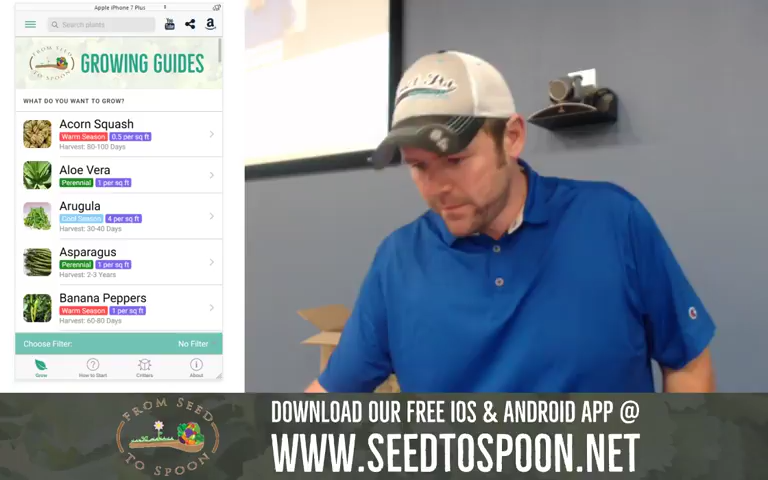 Apple iPhone 7 Plus
Search plants
FROM SEED
TO SPOON
GROWING GUIDES
WHAT DO YOU WANT TO GROW?
Acorn Squash
Warm Season 0.5 per sq ft
Harvest: 80-100 Days
Aloe Vera
Perennial 1 per sq ft
Arugula
Cool Season 4 per sq ft
Harvest: 30-40 Days
Asparagus
Perennial 1 per sq ft
Harvest: 2-3 Years
Banana Peppers
Warm Season 1 per sq ft
Harvest: 60-80 Days
Choose Filter: No Filter
Grow How to Start Critters About
FROM SEED
TO SPOON
DOWNLOAD OUR FREE IOS & ANDROID APP @
WWW.SEEDTOSPOON.NET